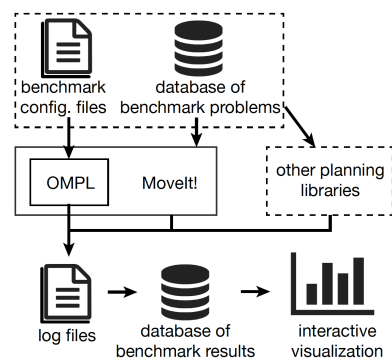 benchmark
config. files
database of
benchmark problems
OMPL
MoveIt!
other planning
libraries
log files
database of
benchmark results
interactive
visualization